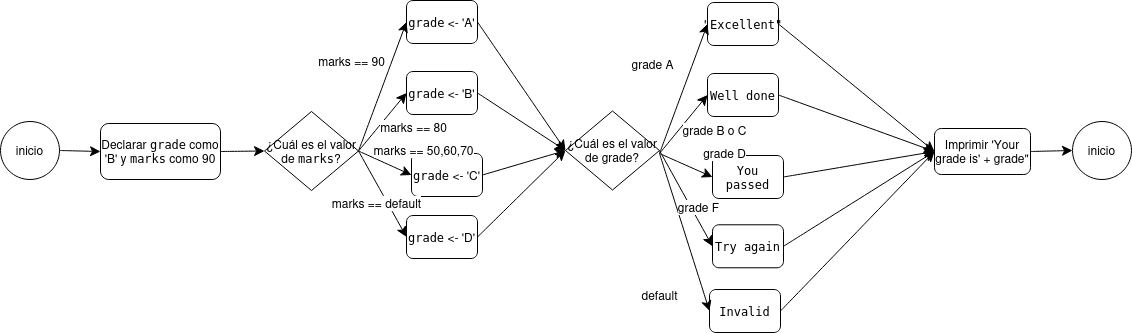 inicio
Declarar grade como
'B' y marks como 90
¿Cuál es el valor
de marks?
marks == 90
grade <- 'A'
marks == 80
grade <- 'B'
marks == 50,60,70
grade <- 'C'
marks == default
grade <- 'D'
¿Cuál es el valor
de grade?
grade A
'Excellent"
grade B o C
Well done
grade D
You
passed
grade F
Try again
default
Invalid
Imprimir 'Your
grade is' + grade"
inicio